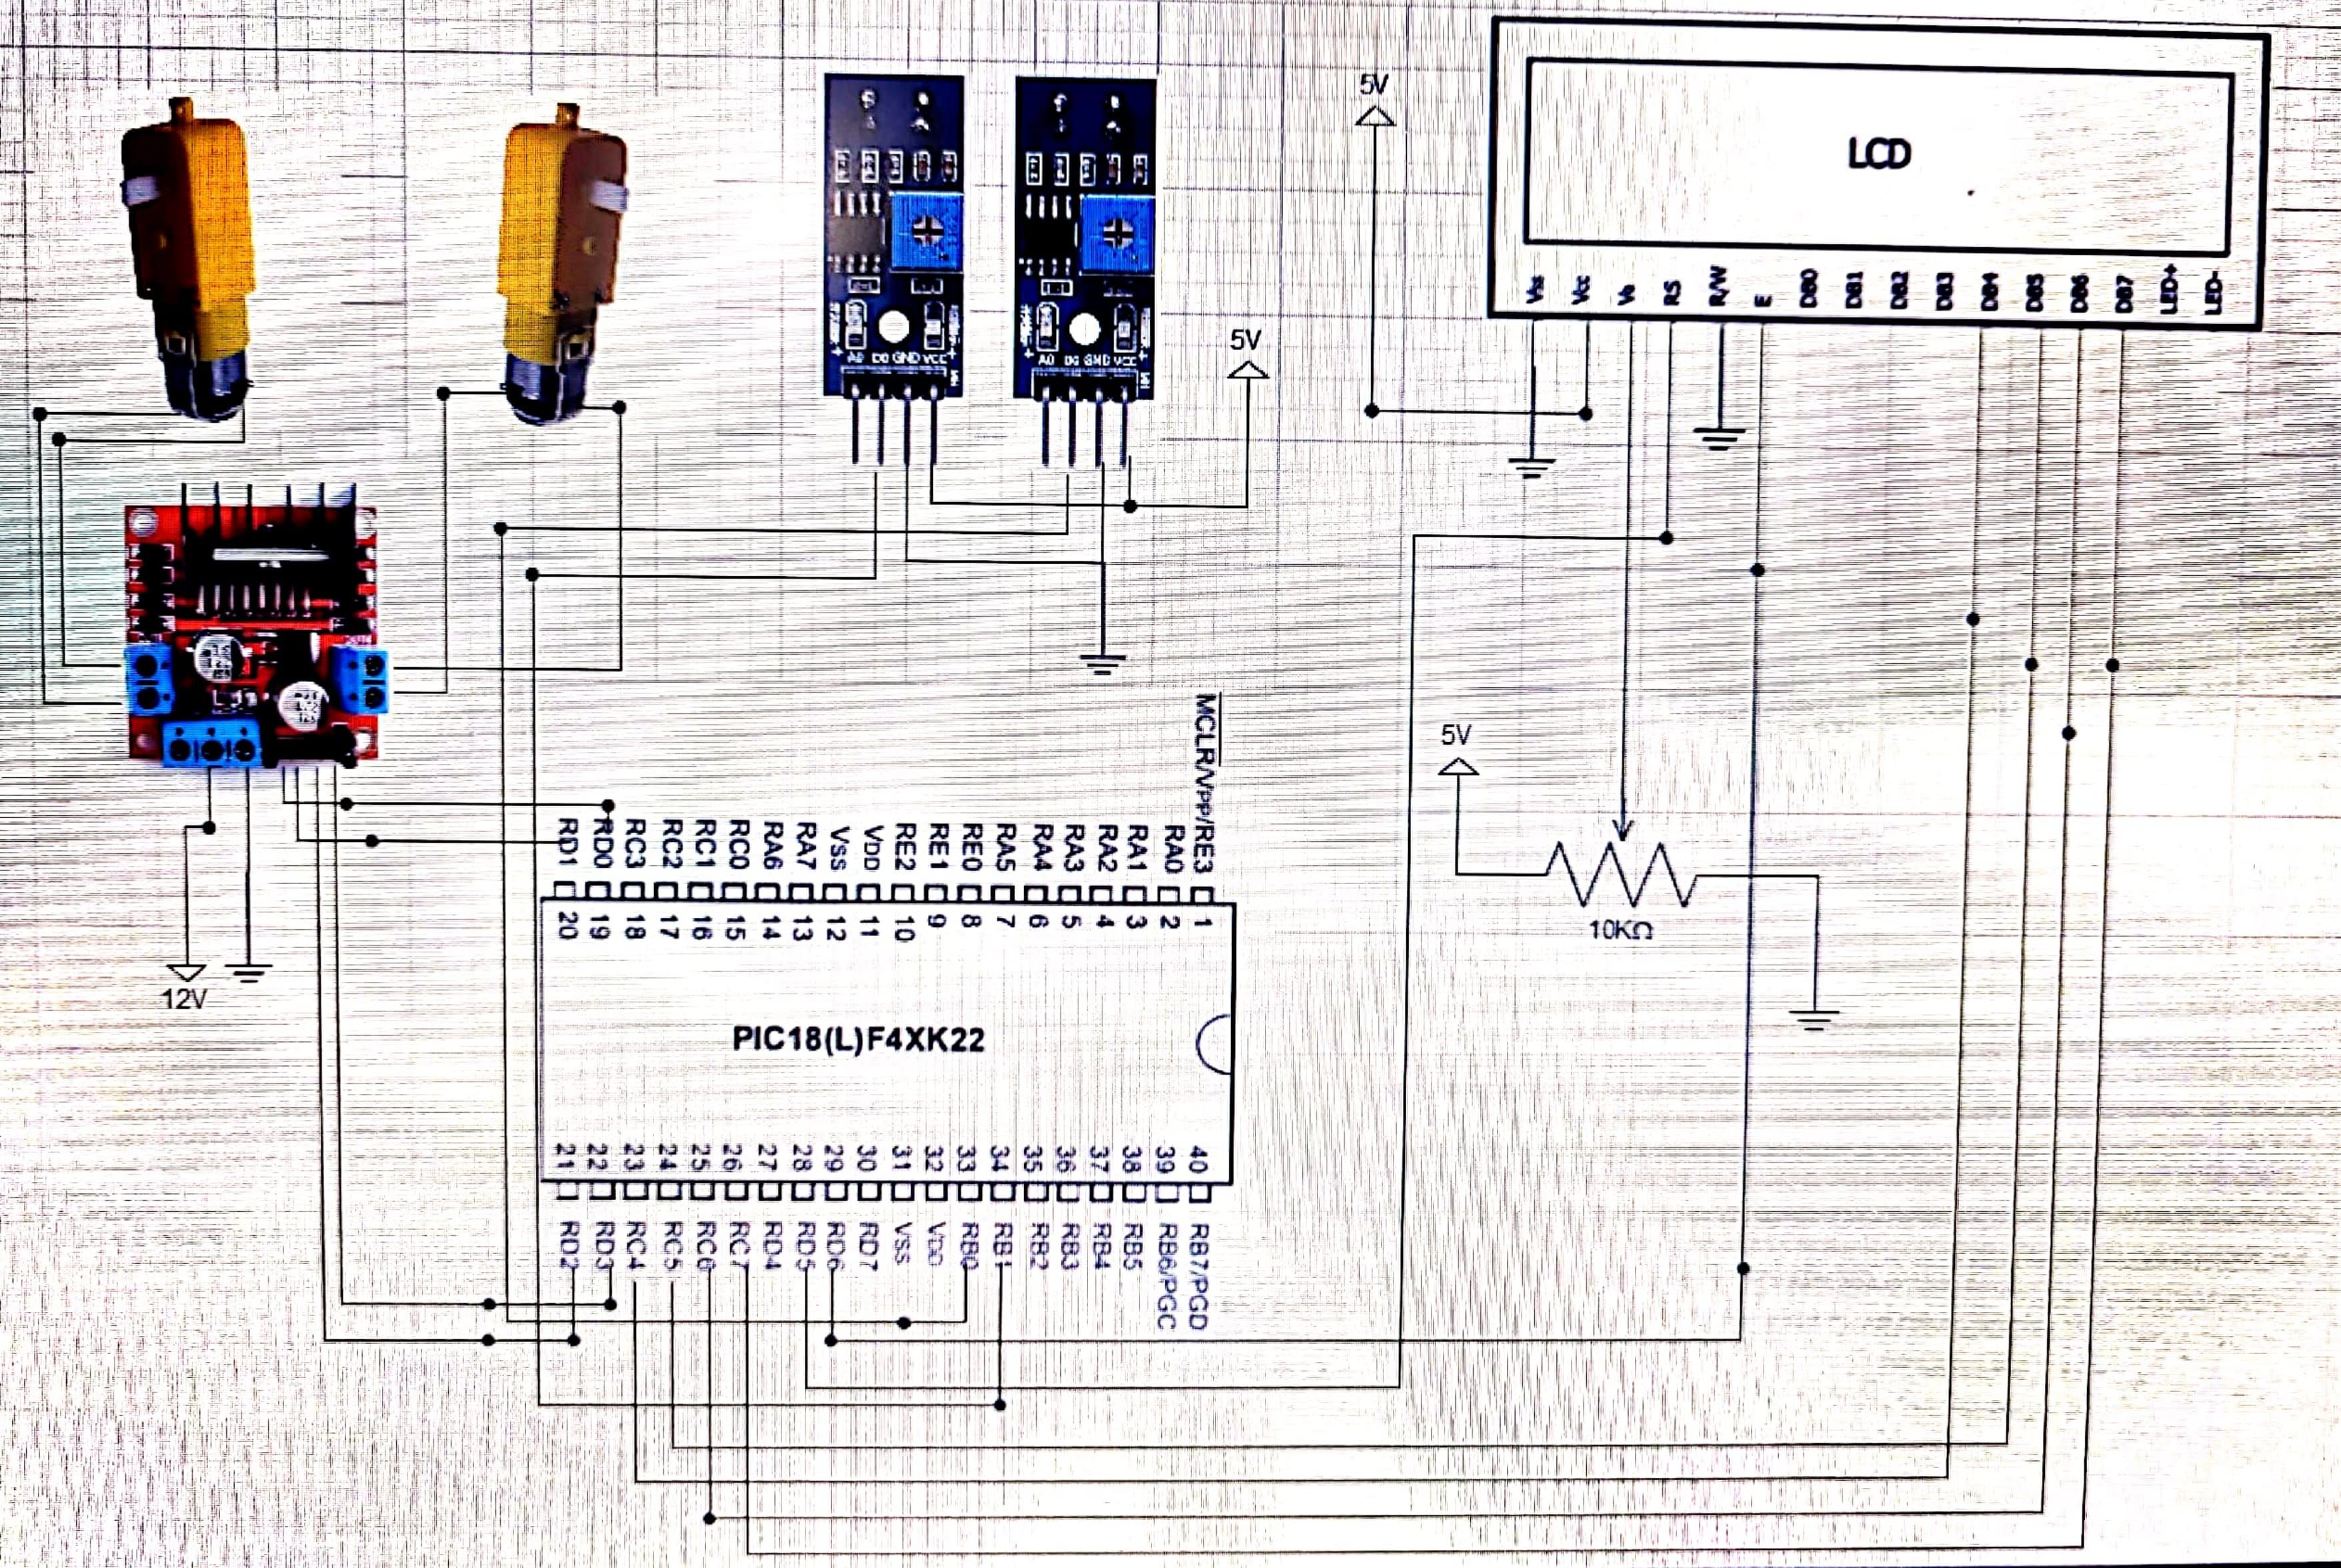 5V
LCD
Vss Vcc Vo RS R/W E DB0 DB1 DB2 DB3 DB4 DB5 DB6 DB7 LED+ LED-
A0 D0 GND VCC
A0 D0 GND VCC
5V
5V
10KΩ
12V
RD1 RD0 RC3 RC2 RC1 RC0 RA6 RA7 VSS VDD RE2 RE1 RE0 RA5 RA4 RA3 RA2 RA1 RA0 MCLR/VPP/RE3
20 19 18 17 16 15 14 13 12 11 10 9 8 7 6 5 4 3 2 1
PIC18(L)F4XK22
21 22 23 24 25 26 27 28 29 30 31 32 33 34 35 36 37 38 39 40
RD2 RD3 RC4 RC5 RC6 RC7 RD4 RD5 RD6 RD7 VSS VDD RB0 RB1 RB2 RB3 RB4 RB5 RB6/PGC RB7/PGD